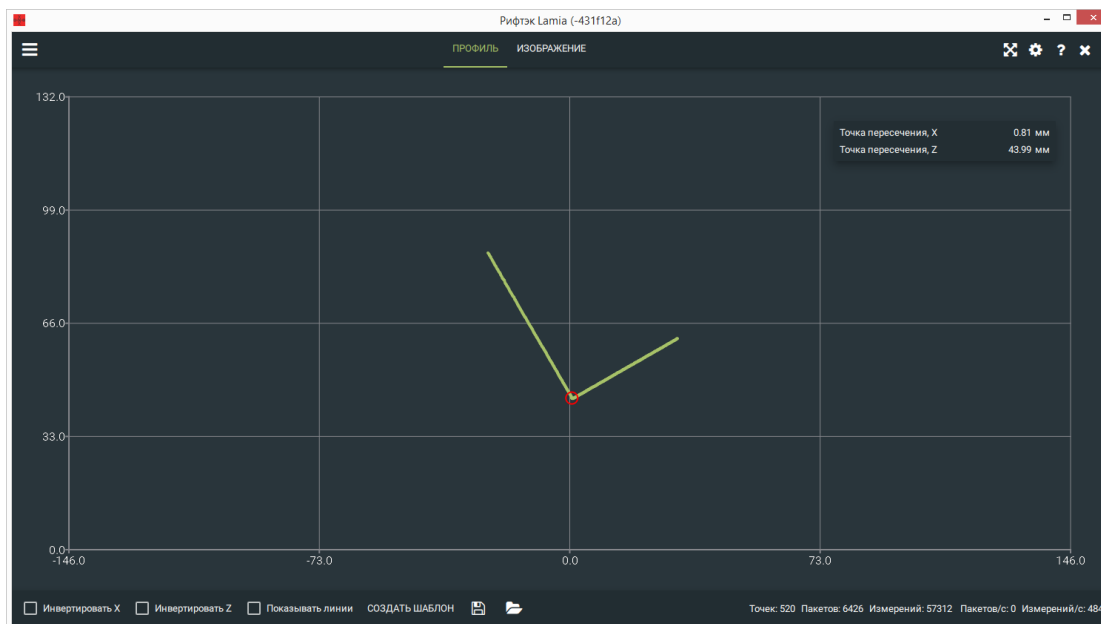 Рифтэк Lamia (-431f12a)
ПРОФИЛЬ ИЗОБРАЖЕНИЕ
132.0
Точка пересечения, X 0.81 мм
Точка пересечения, Z 43.99 мм
99.0
66.0
33.0
0.0
-146.0 -73.0 0.0 73.0 146.0
Инвертировать X Инвертировать Z Показывать линии СОЗДАТЬ ШАБЛОН Точек: 520 Пакетов: 6426 Измерений: 57312 Пакетов/с: 0 Измерений/с: 484